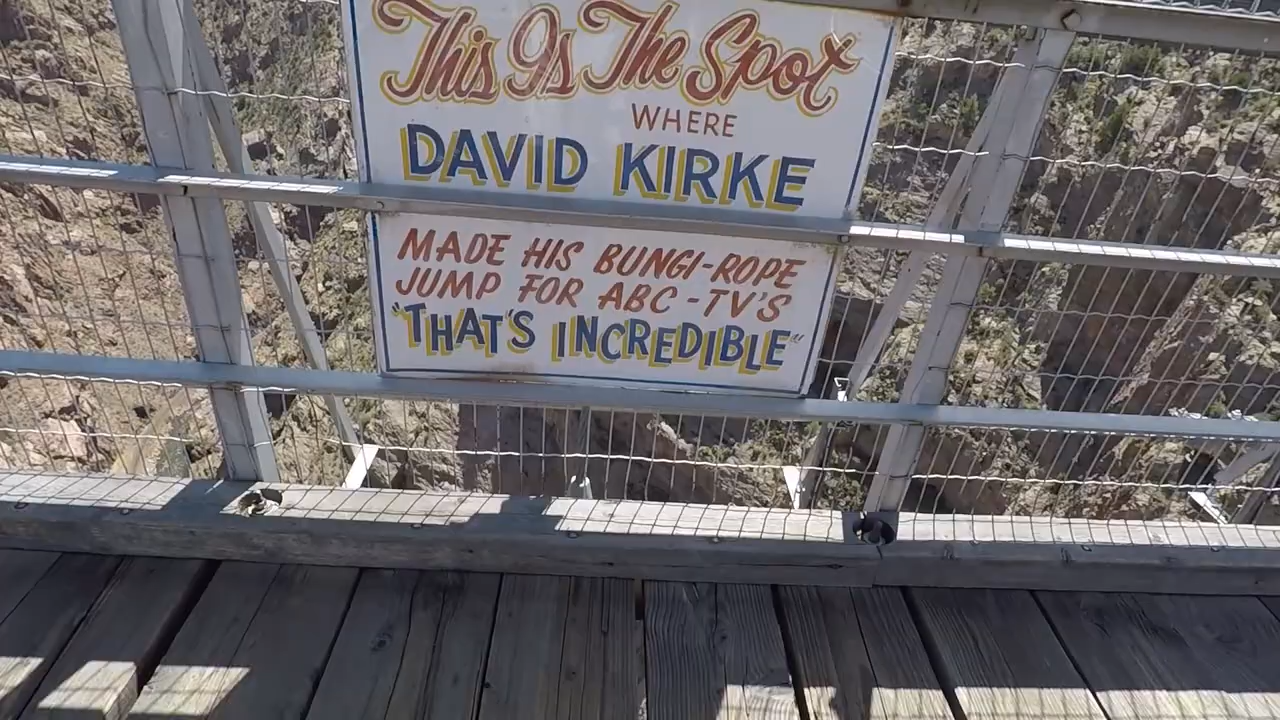 This Is The Spot
WHERE
DAVID KIRKE
MADE HIS BUNGI-ROPE
JUMP FOR ABC-TV'S
"THAT'S INCREDIBLE"